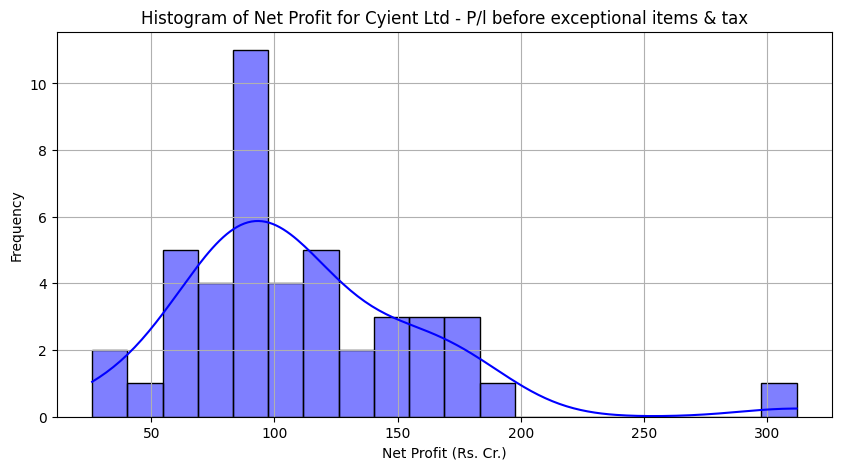 Histogram of Net Profit for Cyient Ltd - P/l before exceptional items & tax
10
8
6
4
2
0
Frequency
50 100 150 200 250 300
Net Profit (Rs. Cr.)